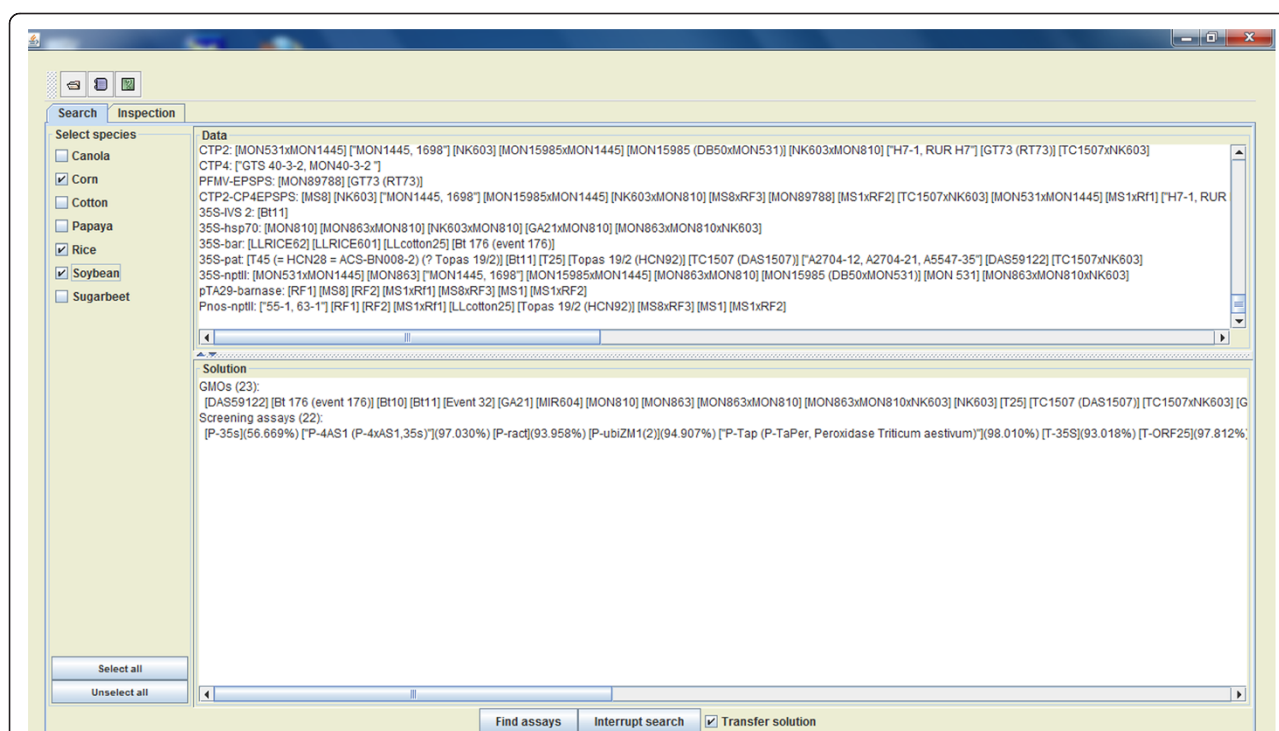 Search
Inspection
Select species
Canola
Corn
Cotton
Papaya
Rice
Soybean
Sugarbeet
Select all
Unselect all
Data
CTP2: [MON531xMON1445] ["MON1445, 1698"] [NK603] [MON15985xMON1445] [MON15985 (DB50xMON531)] [NK603xMON810] ["H7-1, RUR H7"] [GT73 (RT73)] [TC1507xNK603]
CTP4: ["GTS 40-3-2, MON40-3-2 "]
PFMV-EPSPS: [MON89788] [GT73 (RT73)]
CTP2-CP4EPSPS: [MS8] [NK603] ["MON1445, 1698"] [MON15985xMON1445] [NK603xMON810] [MS8xRF3] [MON89788] [MS1xRF2] [TC1507xNK603] [MON531xMON1445] [MS1xRf1] ["H7-1, RUR
35S-IVS 2: [Bt11]
35S-hsp70: [MON810] [MON863xMON810] [NK603xMON810] [GA21xMON810] [MON863xMON810xNK603]
35S-bar: [LLRICE62] [LLRICE601] [LLcotton25] [Bt 176 (event 176)]
35S-pat: [T45 (= HCN28 = ACS-BN008-2) (? Topas 19/2)] [Bt11] [T25] [Topas 19/2 (HCN92)] [TC1507 (DAS1507)] ["A2704-12, A2704-21, A5547-35"] [DAS59122] [TC1507xNK603]
35S-nptII: [MON531xMON1445] [MON863] ["MON1445, 1698"] [MON15985xMON1445] [MON863xMON810] [MON15985 (DB50xMON531)] [MON 531] [MON863xMON810xNK603]
pTA29-barnase: [RF1] [MS8] [RF2] [MS1xRf1] [MS8xRF3] [MS1] [MS1xRF2]
Pnos-nptII: ["55-1, 63-1"] [RF1] [RF2] [MS1xRf1] [LLcotton25] [Topas 19/2 (HCN92)] [MS8xRF3] [MS1] [MS1xRF2]
Solution
GMOs (23):
[DAS59122] [Bt 176 (event 176)] [Bt10] [Bt11] [Event 32] [GA21] [MIR604] [MON810] [MON863] [MON863xMON810] [MON863xMON810xNK603] [NK603] [T25] [TC1507 (DAS1507)] [TC1507xNK603] [G
Screening assays (22):
[P-35s](56.669%) ["P-4AS1 (P-4xAS1,35s)"](97.030%) [P-ract](93.958%) [P-ubiZM1(2)](94.907%) ["P-Tap (P-TaPer, Peroxidase Triticum aestivum)"](98.010%) [T-35S](93.018%) [T-ORF25](97.812%)
Find assays
Interrupt search
Transfer solution